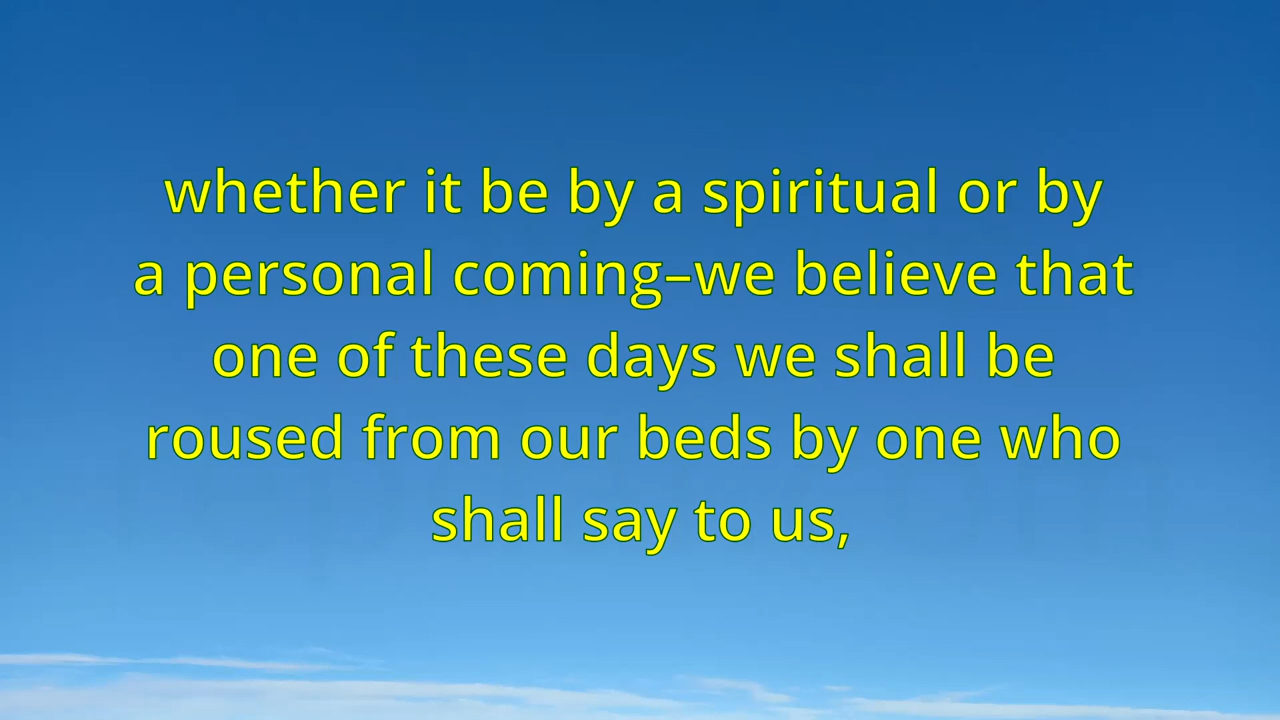 whether it be by a spiritual or by
a personal coming–we believe that
one of these days we shall be
roused from our beds by one who
shall say to us,